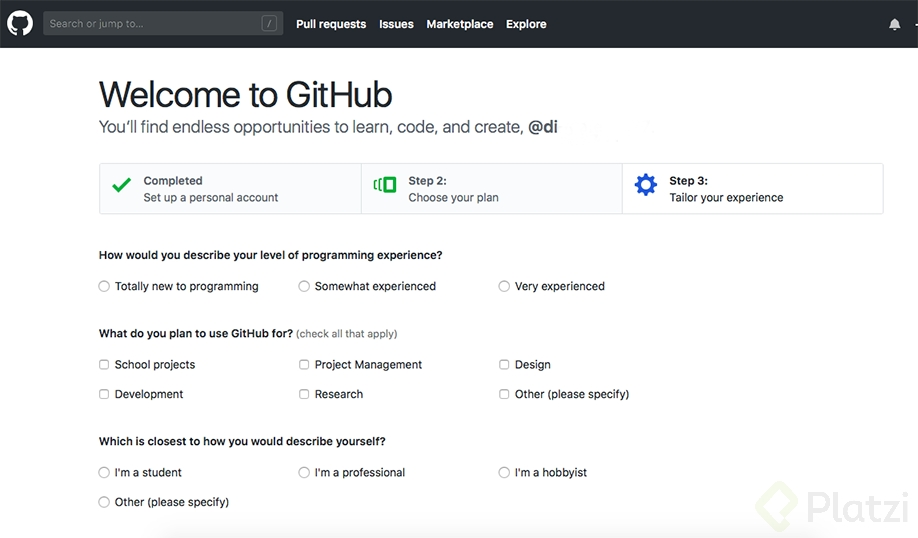 Search or jump to... / Pull requests Issues Marketplace Explore
Welcome to GitHub
You'll find endless opportunities to learn, code, and create, @di
Completed
Set up a personal account
Step 2:
Choose your plan
Step 3:
Tailor your experience
How would you describe your level of programming experience?
Totally new to programming Somewhat experienced Very experienced
What do you plan to use GitHub for? (check all that apply)
School projects Project Management Design
Development Research Other (please specify)
Which is closest to how you would describe yourself?
I'm a student I'm a professional I'm a hobbyist
Other (please specify)
Platzi